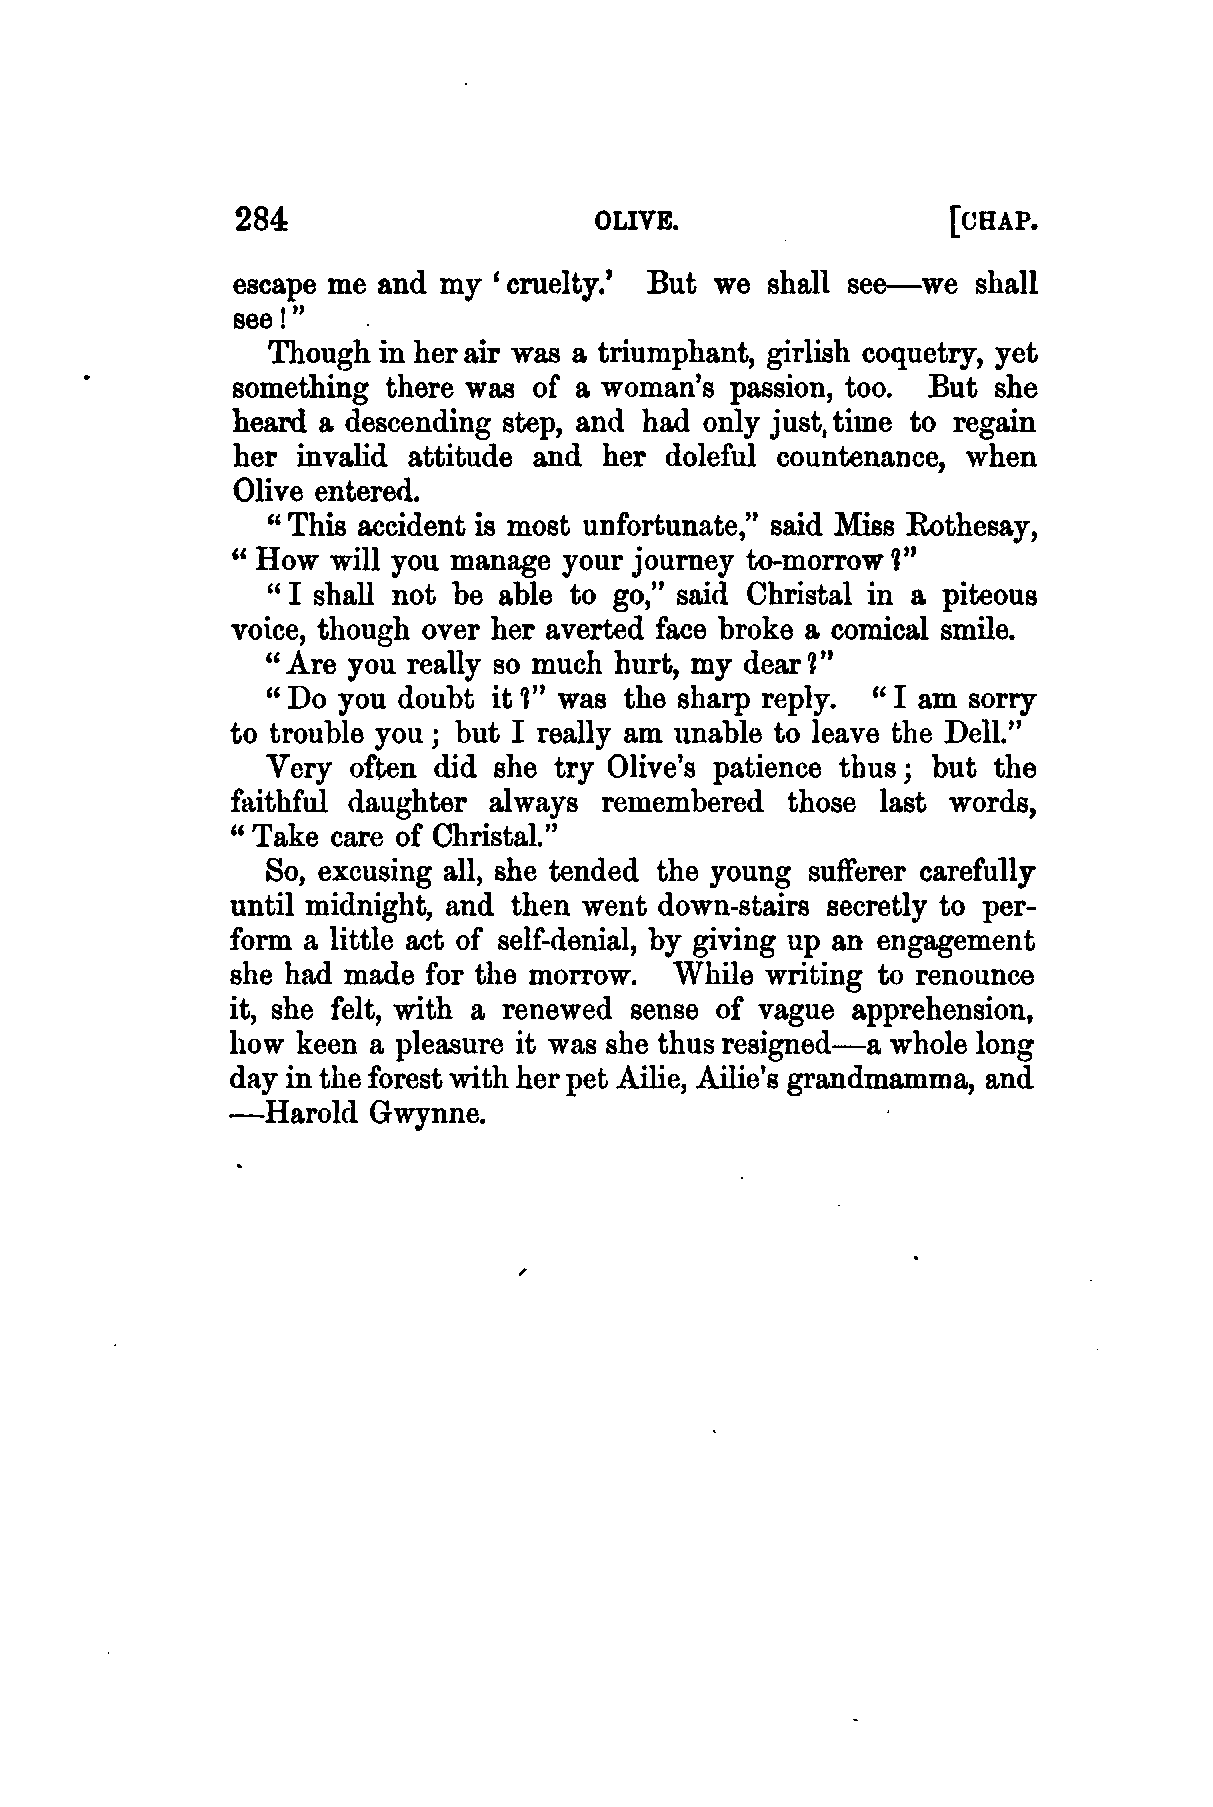 284 OLIVE. [CHAP.
escape me and my ‘cruelty.’ But we shall see—we shall
see!”
Though in her air was a triumphant, girlish coquetry, yet
something there was of a woman’s passion, too. But she
heard a descending step, and had only just time to regain
her invalid attitude and her doleful countenance, when
Olive entered.
“This accident is most unfortunate,” said Miss Rothesay,
“How will you manage your journey to-morrow?”
“I shall not be able to go,” said Christal in a piteous
voice, though over her averted face broke a comical smile.
“Are you really so much hurt, my dear?”
“Do you doubt it?” was the sharp reply. “I am sorry
to trouble you; but I really am unable to leave the Dell.”
Very often did she try Olive’s patience thus; but the
faithful daughter always remembered those last words,
“Take care of Christal.”
So, excusing all, she tended the young sufferer carefully
until midnight, and then went down-stairs secretly to per-
form a little act of self-denial, by giving up an engagement
she had made for the morrow. While writing to renounce
it, she felt, with a renewed sense of vague apprehension,
how keen a pleasure it was she thus resigned—a whole long
day in the forest with her pet Ailie, Ailie’s grandmamma, and
—Harold Gwynne.